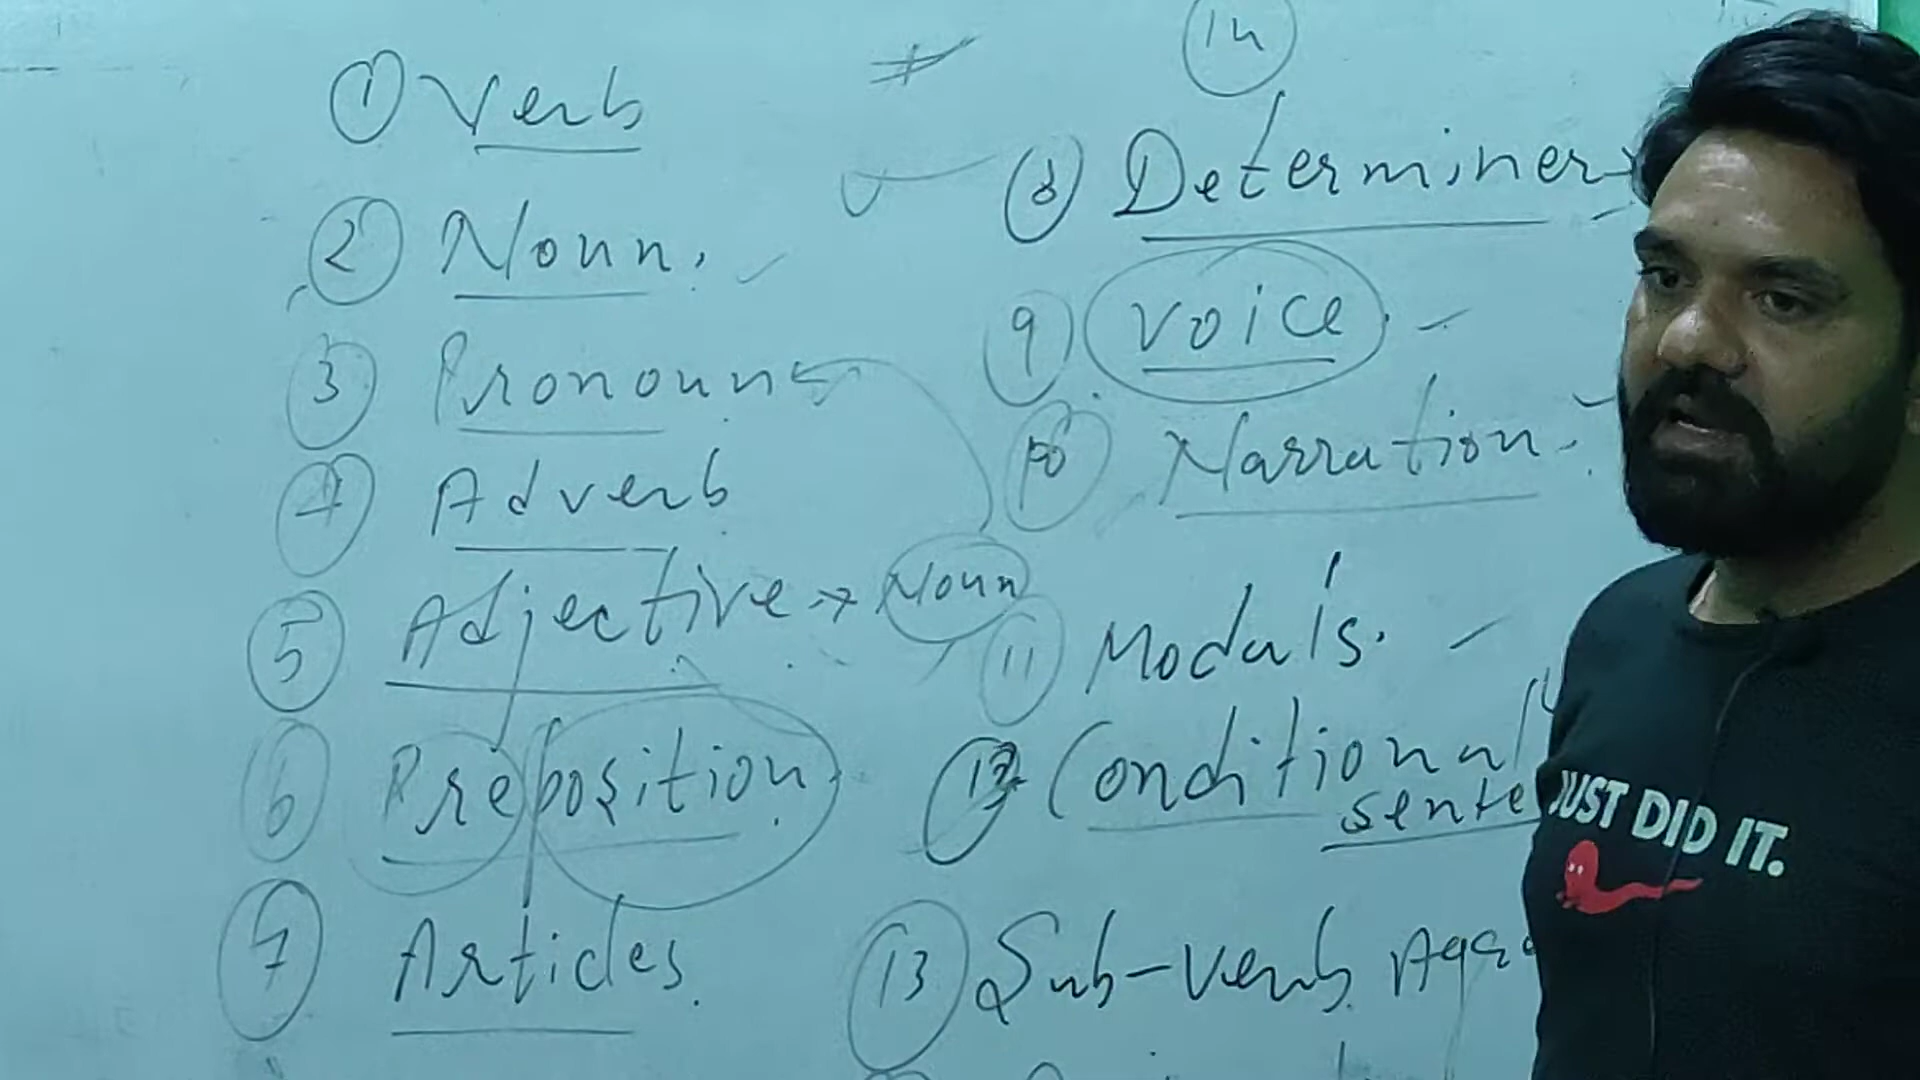 ① Verb
② Noun.
③ Pronoun
④ Adverb
⑤ Adjective → Noun
⑥ Preposition.
⑦ Articles.
14
⑧ Determiner
⑨ voice
⑩ Narration.
⑪ Modals.
⑫ Conditional
sente
⑬ Sub-verb
JUST DID IT.